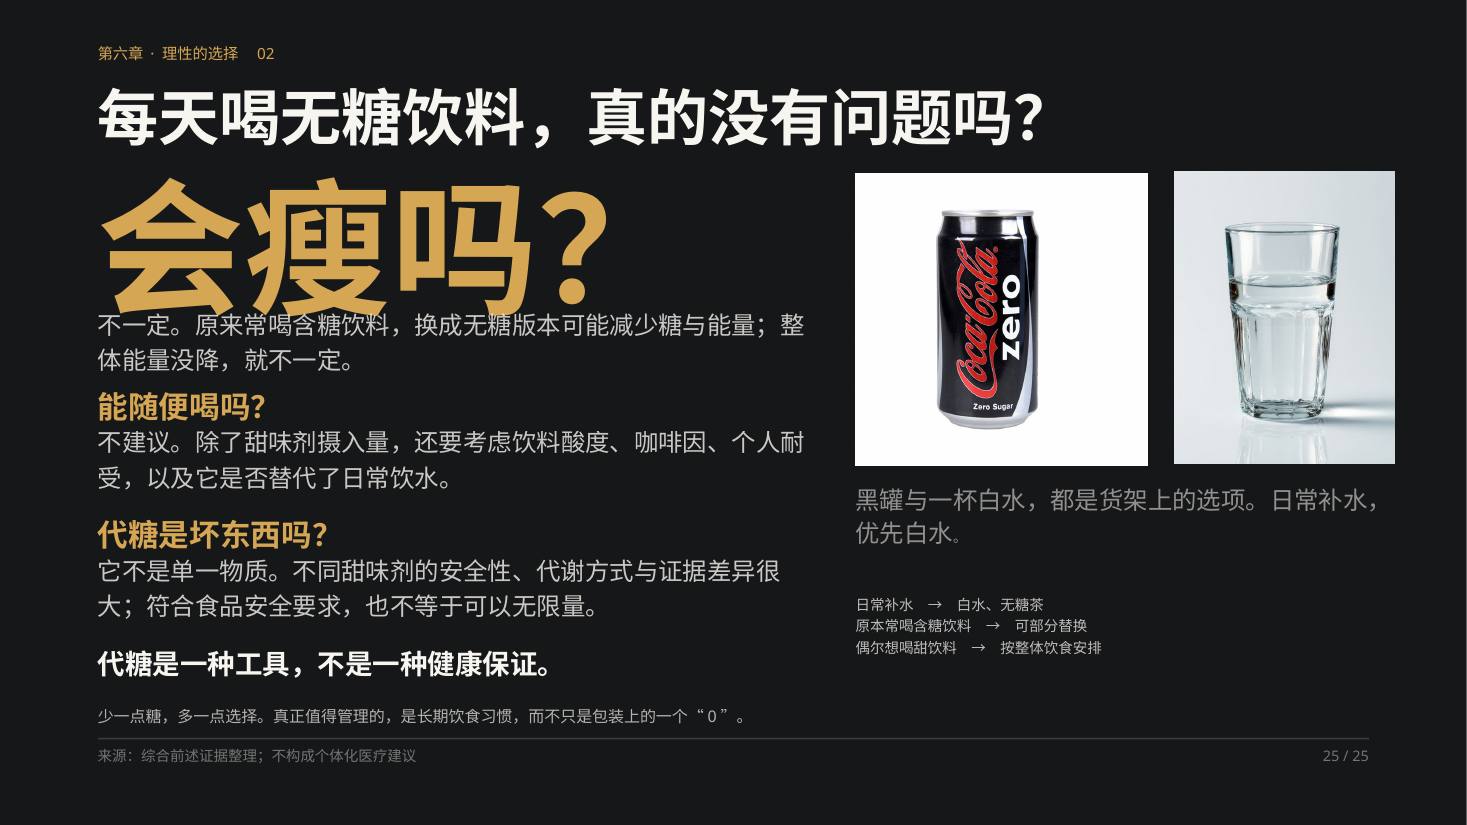 第六章 · 理性的选择 02
每天喝无糖饮料，真的没有问题吗？
会瘦吗？
不一定。原来常喝含糖饮料，换成无糖版本可能减少糖与能量；整
体能量没降，就不一定。
能随便喝吗？
不建议。除了甜味剂摄入量，还要考虑饮料酸度、咖啡因、个人耐
受，以及它是否替代了日常饮水。
代糖是坏东西吗？
它不是单一物质。不同甜味剂的安全性、代谢方式与证据差异很
大；符合食品安全要求，也不等于可以无限量。
代糖是一种工具，不是一种健康保证。
少一点糖，多一点选择。真正值得管理的，是长期饮食习惯，而不只是包装上的一个“0”。
Coca-Cola
zero
Zero Sugar
黑罐与一杯白水，都是货架上的选项。日常补水，
优先白水。
日常补水 → 白水、无糖茶
原本常喝含糖饮料 → 可部分替换
偶尔想喝甜饮料 → 按整体饮食安排
来源：综合前述证据整理；不构成个体化医疗建议
25 / 25